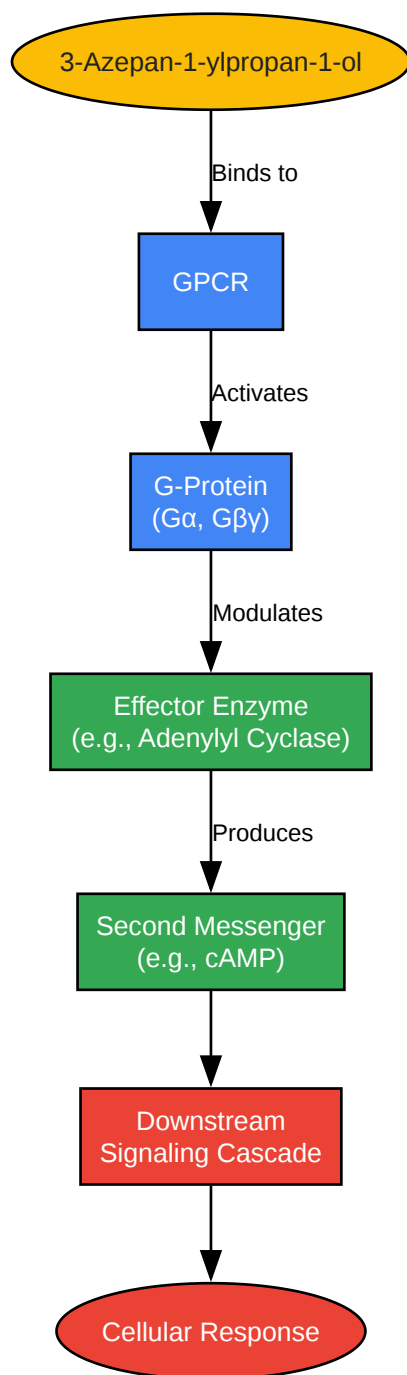 3-Azepan-1-ylpropan-1-ol
Binds to
GPCR
Activates
G-Protein
(Gα, Gβγ)
Modulates
Effector Enzyme
(e.g., Adenylyl Cyclase)
Produces
Second Messenger
(e.g., cAMP)
Downstream
Signaling Cascade
Cellular Response